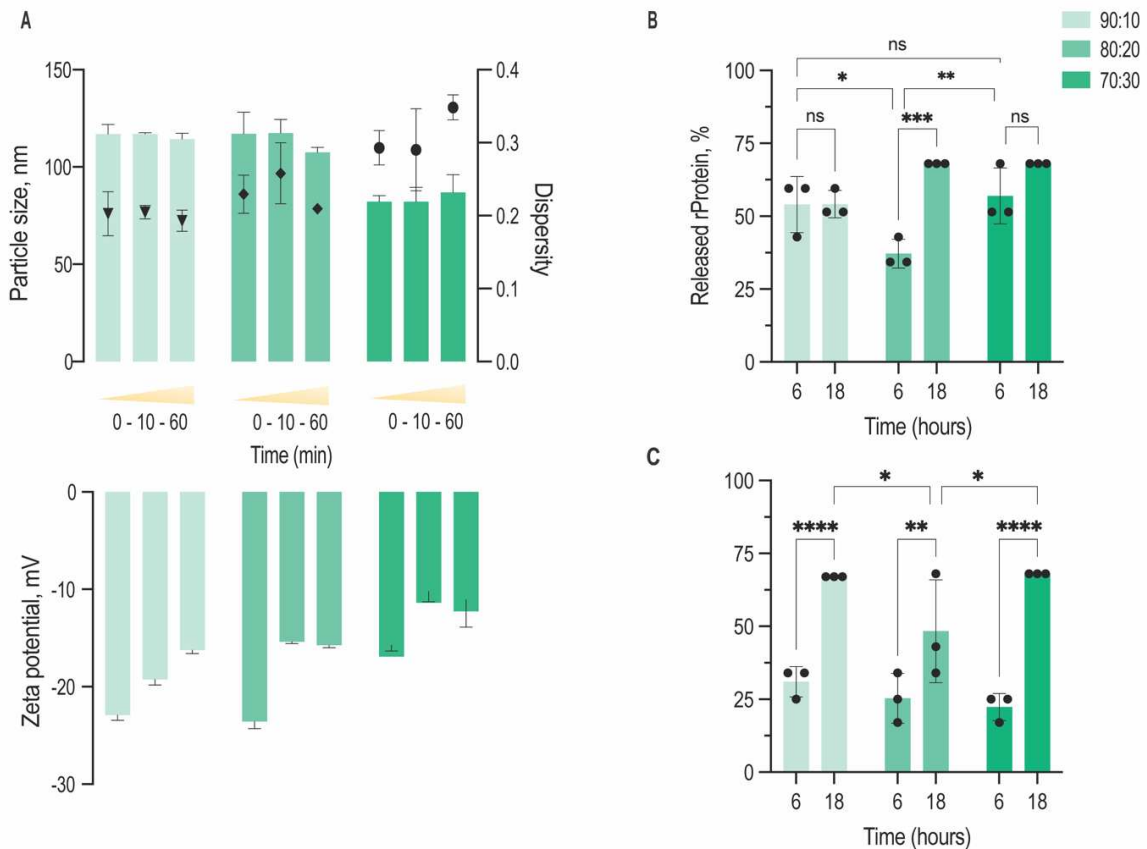 A
150
100
50
0
Particle size, nm
0.4
0.3
0.2
0.1
0.0
Dispersity
0 - 10 - 60
0 - 10 - 60
0 - 10 - 60
Time (min)
0
-10
-20
-30
Zeta potential, mV
B
90:10
80:20
70:30
ns
*
**
ns
***
ns
100
75
50
25
0
Released rProtein, %
6 18 6 18 6 18
Time (hours)
C
*
*
****
**
****
100
75
50
25
0
6 18 6 18 6 18
Time (hours)